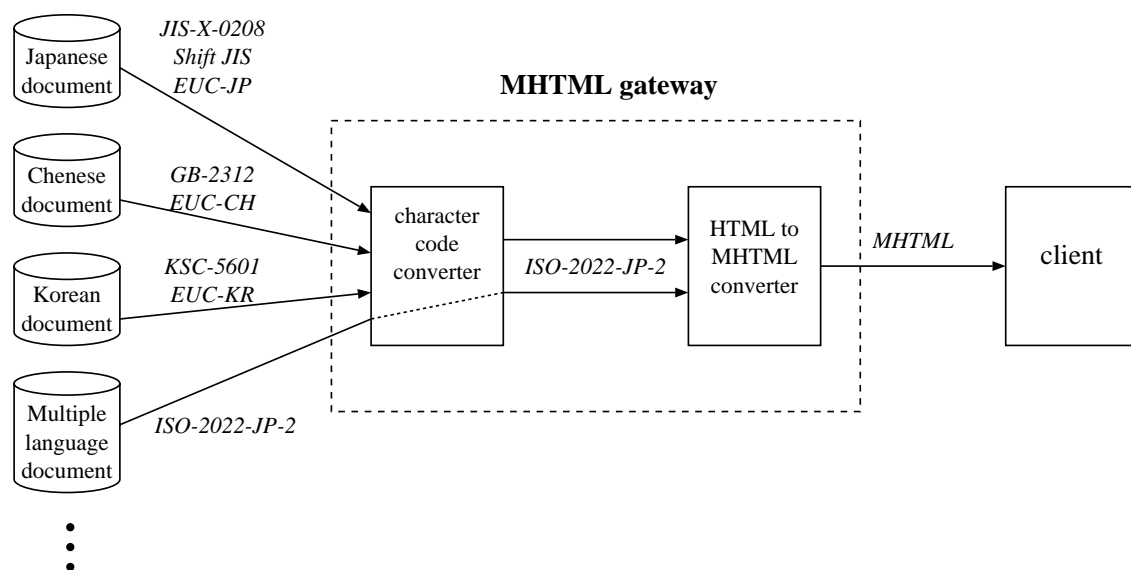 JIS-X-0208
Shift JIS
EUC-JP
Japanese
document
MHTML gateway
Chenese
document
GB-2312
EUC-CH
character
code
converter
HTML to
MHTML
converter
ISO-2022-JP-2
MHTML
client
KSC-5601
EUC-KR
Korean
document
Multiple
language
document
ISO-2022-JP-2